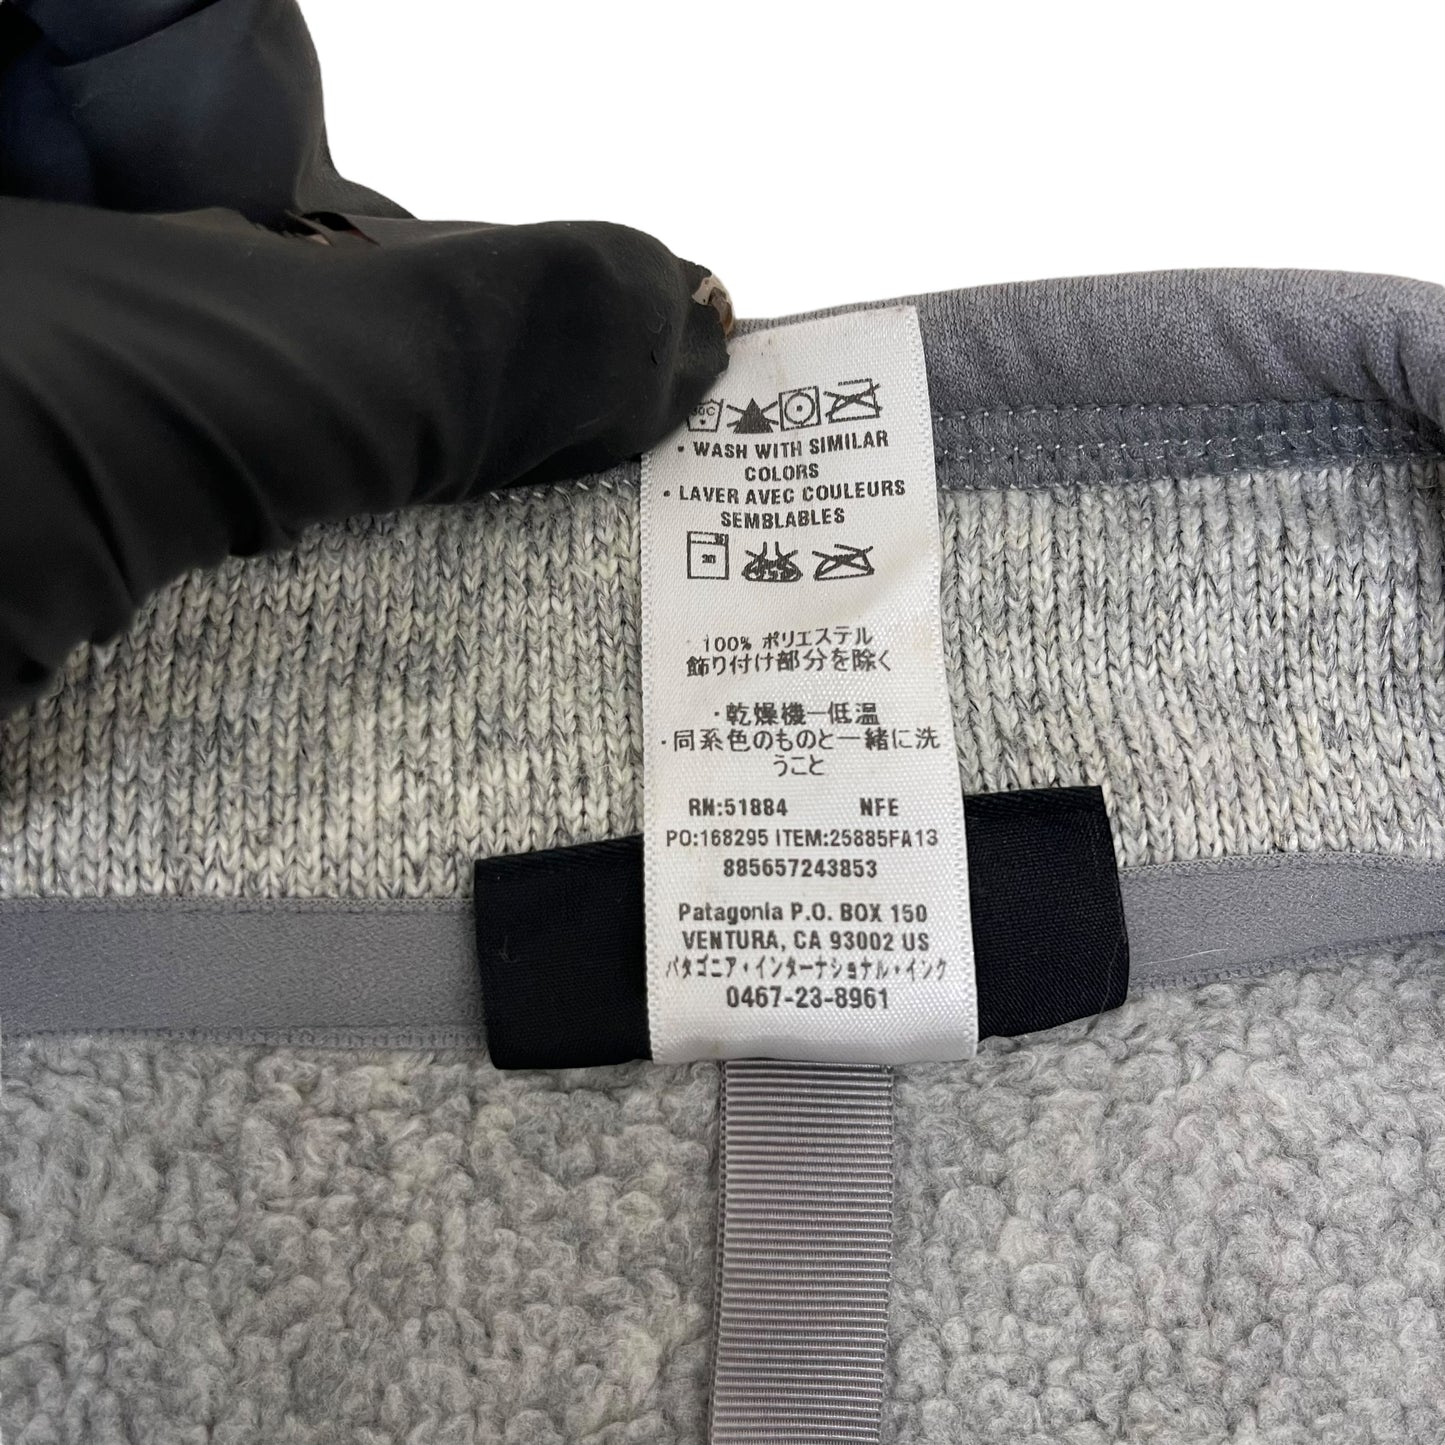 30C
• WASH WITH SIMILAR
COLORS
• LAVER AVEC COULEURS
SEMBLABLES
100% ポリエステル
飾り付け部分を除く
・乾燥機一低温
・同系色のものと一緒に洗
うこと
RN:51884 NFE
PO:168295 ITEM:25885FA13
885657243853
Patagonia P.O. BOX 150
VENTURA, CA 93002 US
パタゴニア・インターナショナル・インク
0467-23-8961